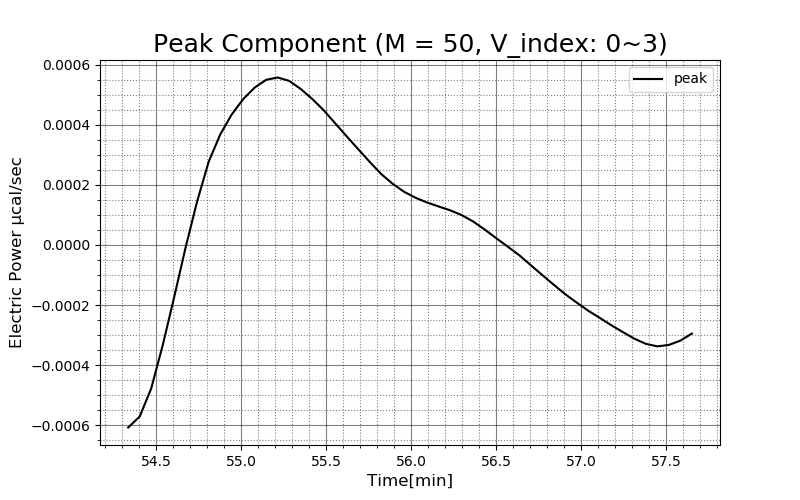 Peak Component (M = 50, V_index: 0~3)
peak
Electric Power μcal/sec
0.0006
0.0004
0.0002
0.0000
−0.0002
−0.0004
−0.0006
54.5 55.0 55.5 56.0 56.5 57.0 57.5
Time[min]